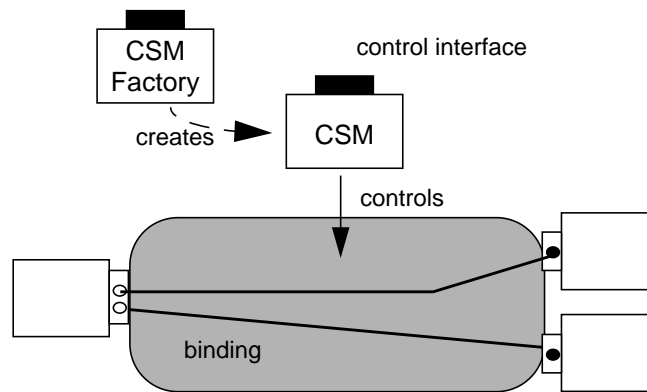 CSM
Factory
control interface
creates
CSM
controls
binding